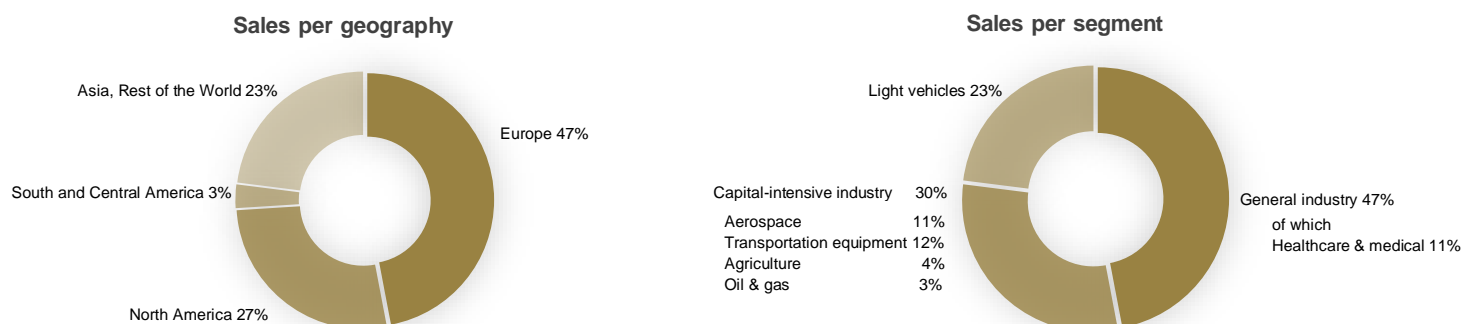 Sales per geography
Asia, Rest of the World 23%
Europe 47%
South and Central America 3%
North America 27%
Sales per segment
Light vehicles 23%
Capital-intensive industry 30%
Aerospace 11%
Transportation equipment 12%
Agriculture 4%
Oil & gas 3%
General industry 47%
of which
Healthcare & medical 11%